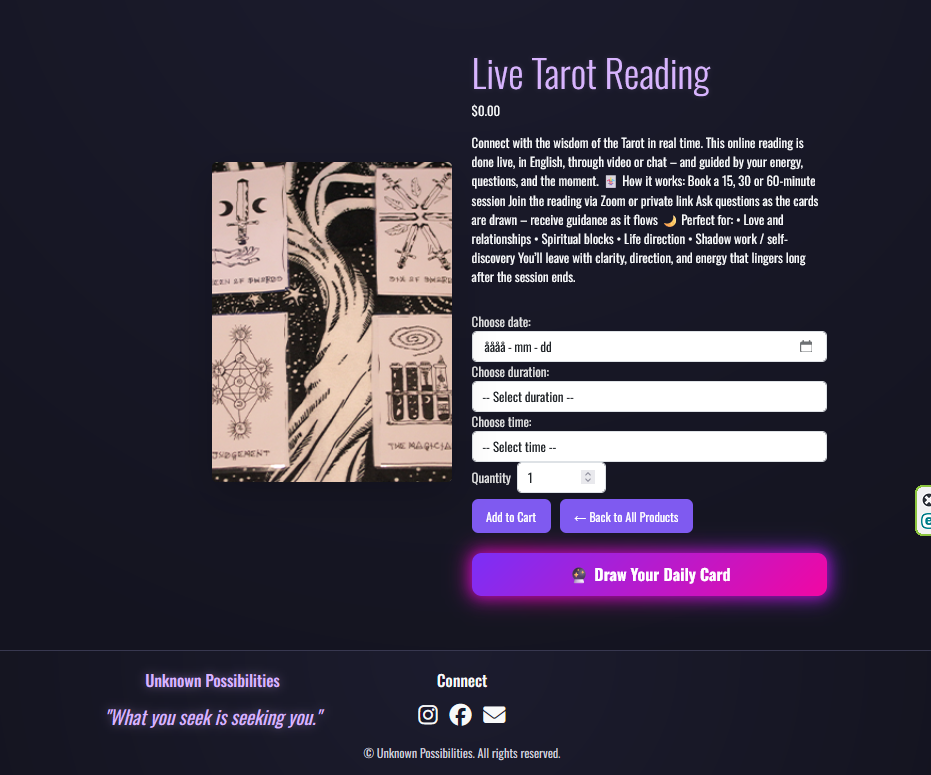 Live Tarot Reading
$0.00
Connect with the wisdom of the Tarot in real time. This online reading is
done live, in English, through video or chat – and guided by your energy,
questions, and the moment. 🃏 How it works: Book a 15, 30 or 60-minute
session Join the reading via Zoom or private link Ask questions as the cards
are drawn – receive guidance as it flows 🌙 Perfect for: • Love and
relationships • Spiritual blocks • Life direction • Shadow work / self-
discovery You’ll leave with clarity, direction, and energy that lingers long
after the session ends.
EEN OF SWORDS
SIX OF SWORDS
JUDGEMENT
THE MAGICIA
Choose date:
åååå - mm - dd
Choose duration:
-- Select duration --
Choose time:
-- Select time --
Quantity 1
Add to Cart ← Back to All Products
🔮 Draw Your Daily Card
Unknown Possibilities
"What you seek is seeking you."
Connect
© Unknown Possibilities. All rights reserved.